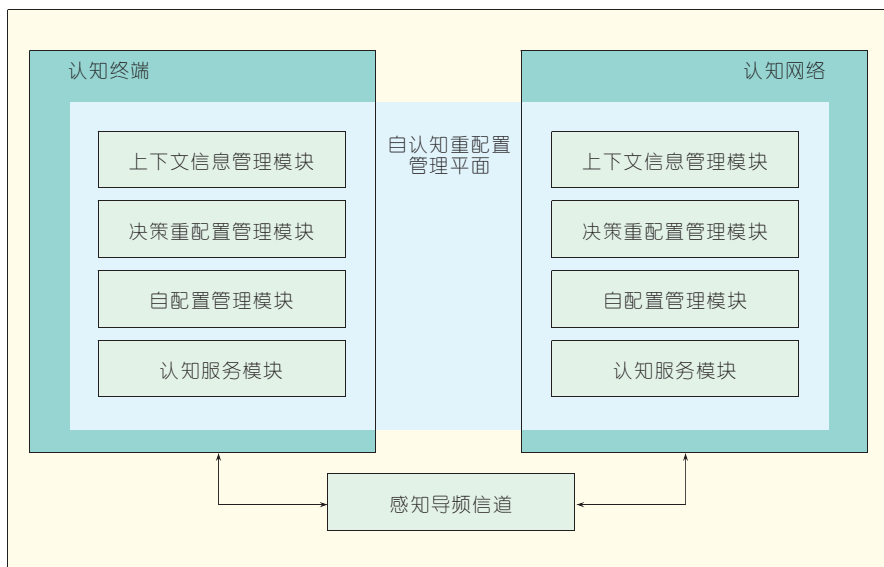 认知终端
认知网络
自认知重配置
管理平面
上下文信息管理模块
决策重配置管理模块
自配置管理模块
认知服务模块
上下文信息管理模块
决策重配置管理模块
自配置管理模块
认知服务模块
感知导频信道